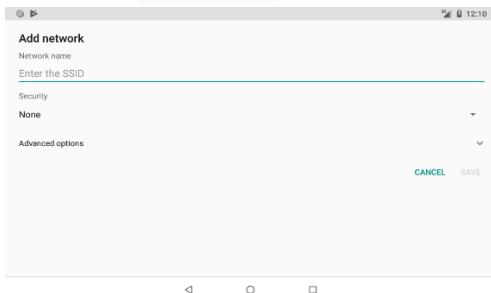 12:10
Add network
Network name
Enter the SSID
Security
None
Advanced options
CANCEL SAVE